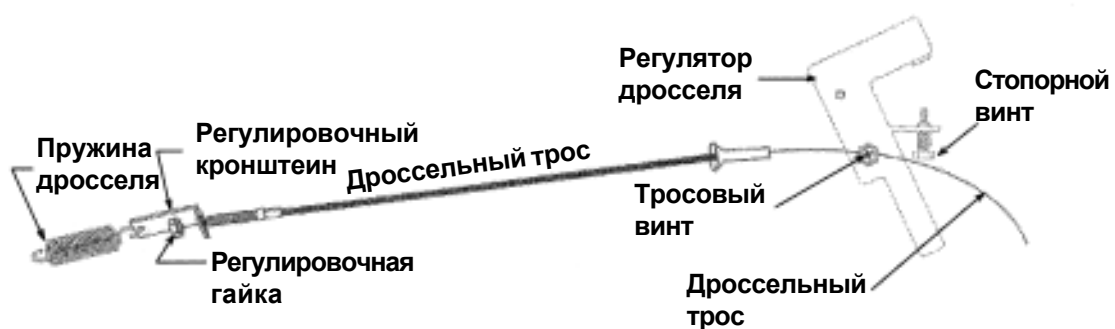 Регулятор
дросселя
Стопорной
винт
Пружина
дросселя
Регулировочный
кронштеин
Дроссельный трос
Тросовый
винт
Регулировочная
гайка
Дроссельный
трос